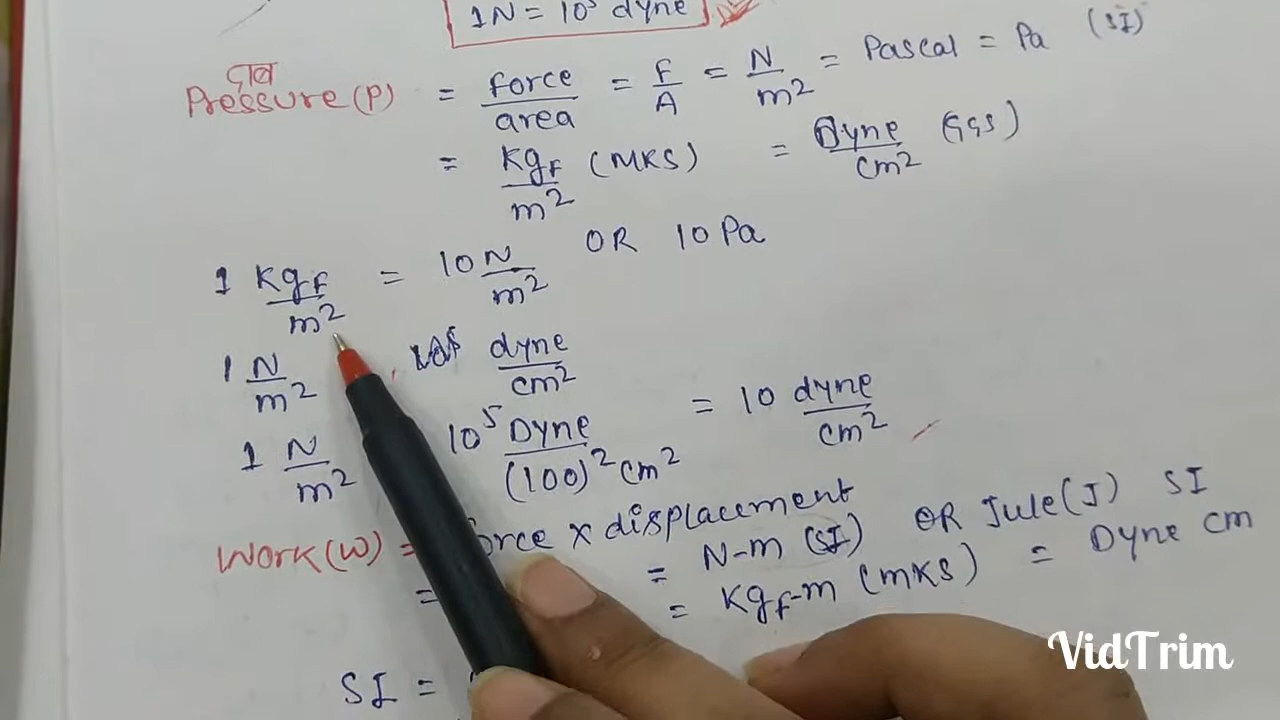 1N = 10⁵ dyne
दाब
Pressure (P) = force/area = F/A = N/m² = Pascal = Pa (SI)
= Kgf/m² (MKS) = Dyne/cm² (CGS)
1 Kgf/m² = 10 N/m² OR 10 Pa
1 N/m² dyne/cm²
1 N/m² 10⁵ Dyne/(100)² cm² = 10 dyne/cm²
Work (W) = force × displacement
= = N-m (SI) OR Jule (J) SI
= Kgf-m (MKS) = Dyne cm
SI =
VidTrim